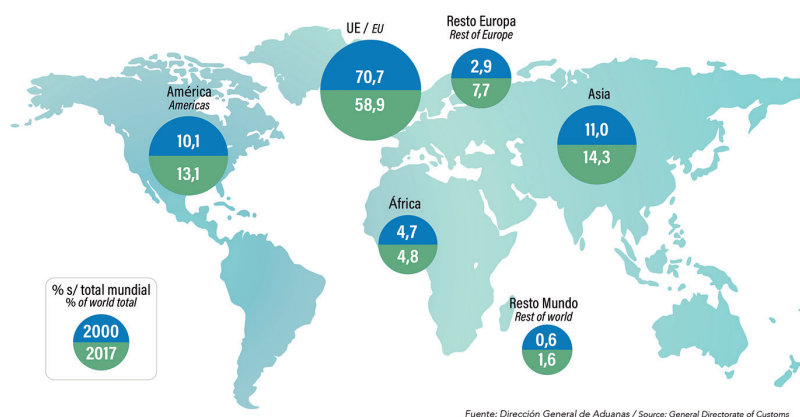 UE / EU
70,7
58,9
Resto Europa
Rest of Europe
2,9
7,7
América
Americas
10,1
13,1
Asia
11,0
14,3
África
4,7
4,8
% s/ total mundial
% of world total
2000
2017
Resto Mundo
Rest of world
0,6
1,6
Fuente: Dirección General de Aduanas / Source: General Directorate of Customs